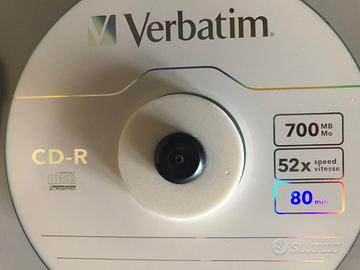 Verbatim
CD-R
700 MB
Mo
52x speed
vitesse
80 min
subito